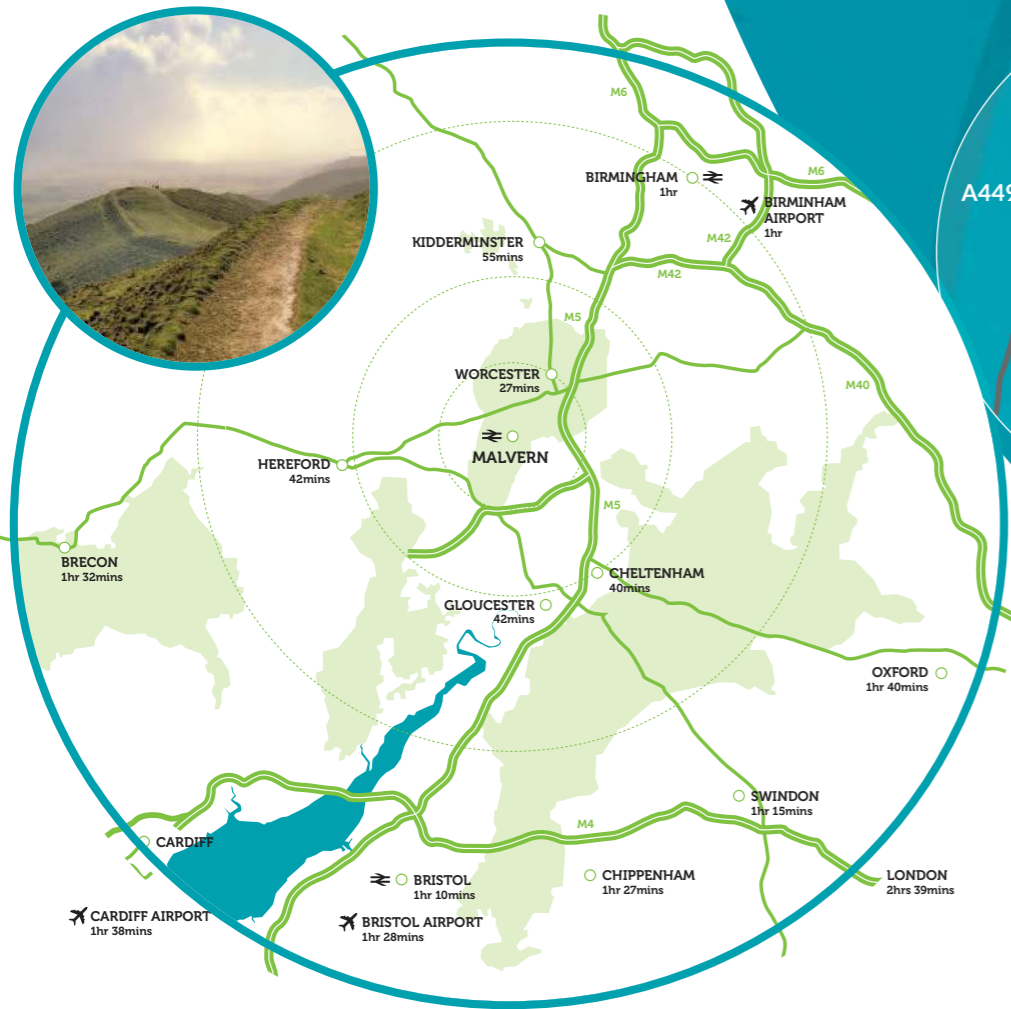 M6
M6
BIRMINGHAM
1hr
BIRMINHAM
AIRPORT
1hr
A449
KIDDERMINSTER
55mins
M42
M42
M5
WORCESTER
27mins
M40
MALVERN
HEREFORD
42mins
M5
BRECON
1hr 32mins
CHELTENHAM
40mins
GLOUCESTER
42mins
OXFORD
1hr 40mins
SWINDON
1hr 15mins
M4
CARDIFF
BRISTOL
1hr 10mins
CHIPPENHAM
1hr 27mins
LONDON
2hrs 39mins
CARDIFF AIRPORT
1hr 38mins
BRISTOL AIRPORT
1hr 28mins